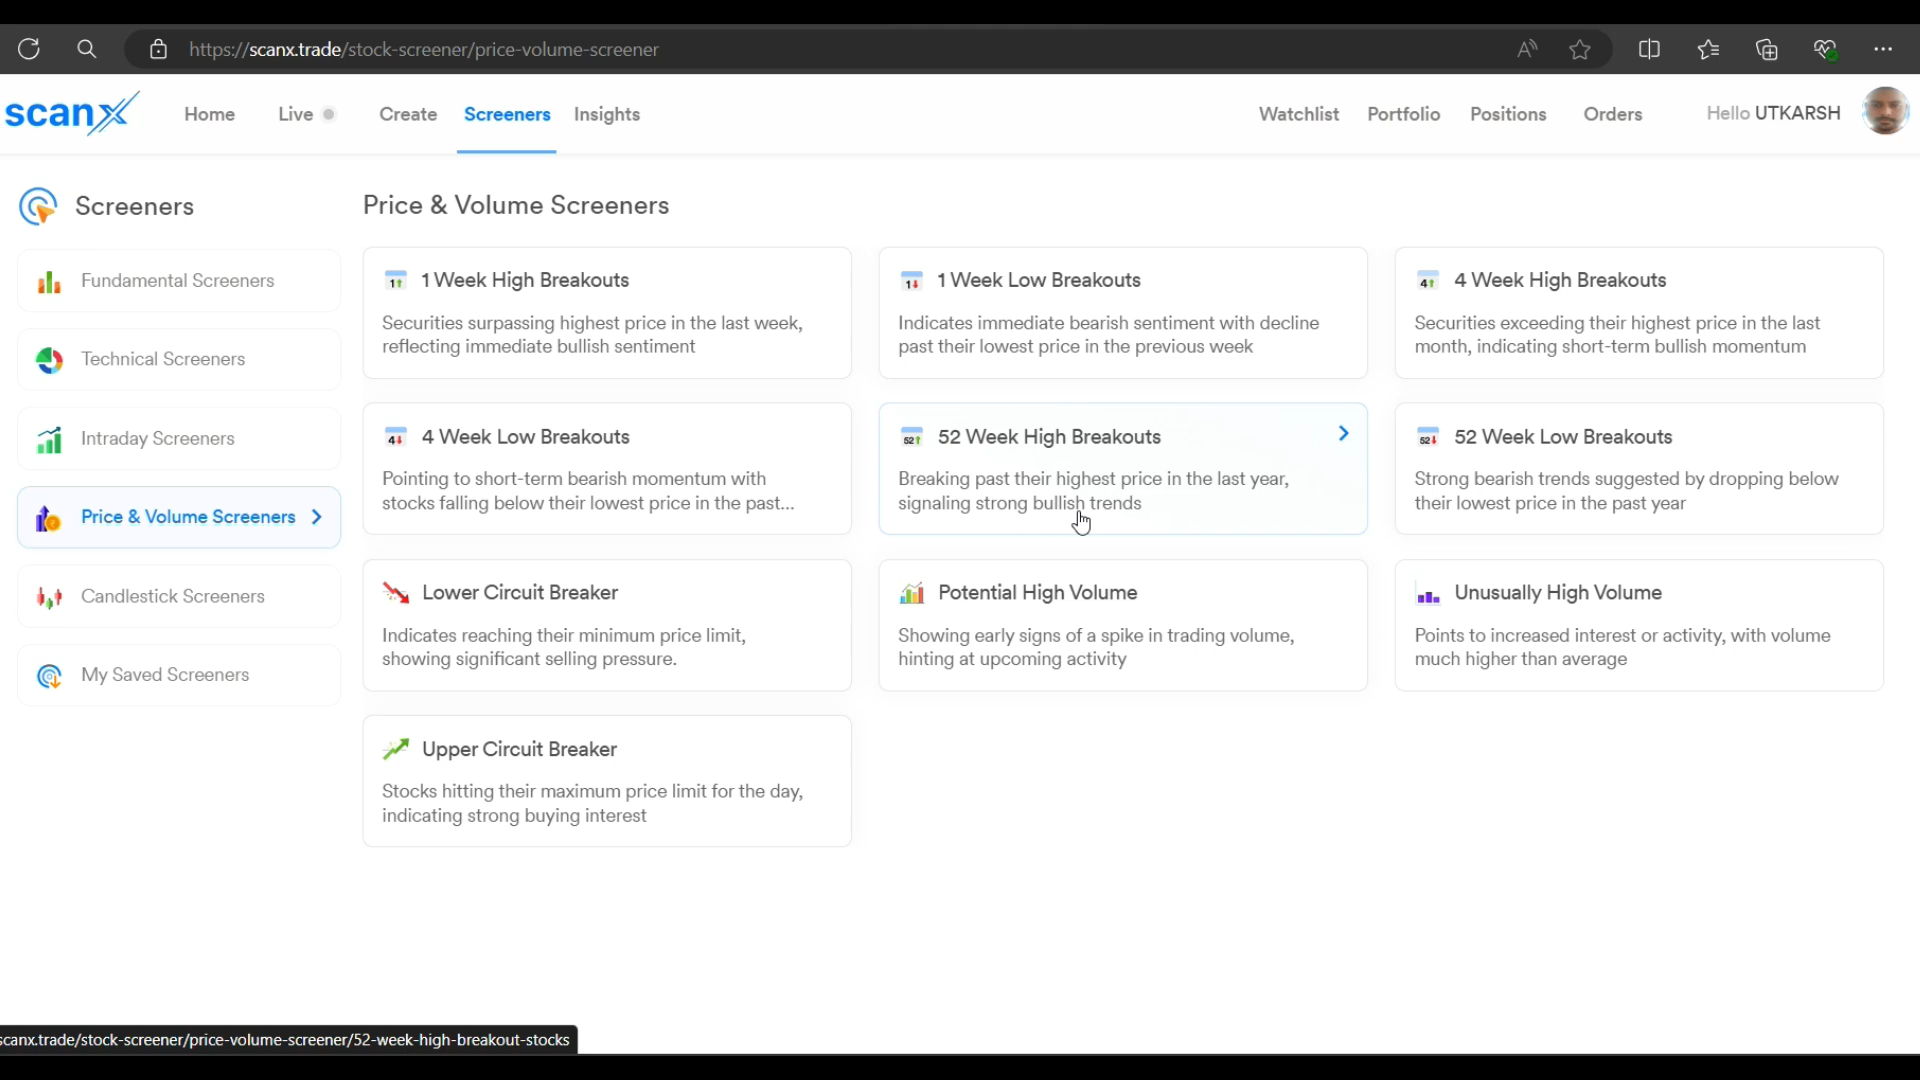 https://scanx.trade/stock-screener/price-volume-screener
scanx
Home
Live
Create
Screeners
Insights
Watchlist
Portfolio
Positions
Orders
Hello UTKARSH
Screeners
Fundamental Screeners
Technical Screeners
Intraday Screeners
Price & Volume Screeners
Candlestick Screeners
My Saved Screeners
Price & Volume Screeners
1 Week High Breakouts
Securities surpassing highest price in the last week,
reflecting immediate bullish sentiment
1 Week Low Breakouts
Indicates immediate bearish sentiment with decline
past their lowest price in the previous week
4 Week High Breakouts
Securities exceeding their highest price in the last
month, indicating short-term bullish momentum
4 Week Low Breakouts
Pointing to short-term bearish momentum with
stocks falling below their lowest price in the past...
52 Week High Breakouts
Breaking past their highest price in the last year,
signaling strong bullish trends
52 Week Low Breakouts
Strong bearish trends suggested by dropping below
their lowest price in the past year
Lower Circuit Breaker
Indicates reaching their minimum price limit,
showing significant selling pressure.
Potential High Volume
Showing early signs of a spike in trading volume,
hinting at upcoming activity
Unusually High Volume
Points to increased interest or activity, with volume
much higher than average
Upper Circuit Breaker
Stocks hitting their maximum price limit for the day,
indicating strong buying interest
scanx.trade/stock-screener/price-volume-screener/52-week-high-breakout-stocks